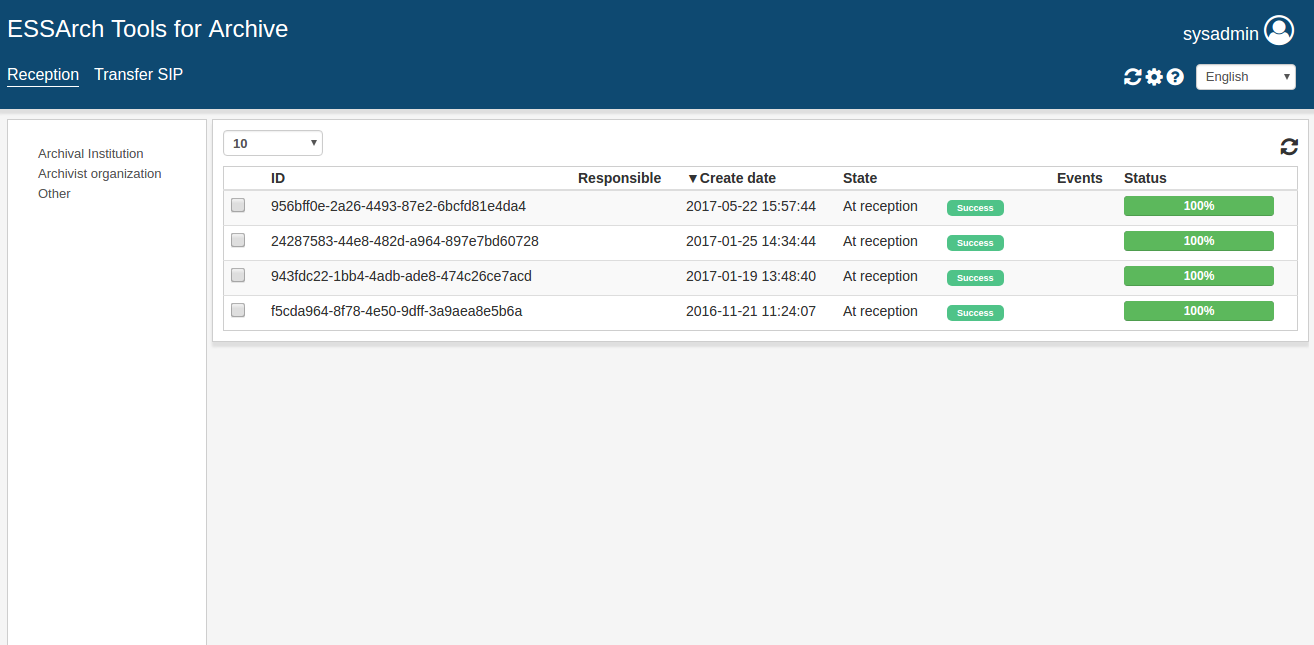 ESSArch Tools for Archive
sysadmin
Reception Transfer SIP
English
Archival Institution
Archivist organization
Other
10
ID Responsible ▼Create date State Events Status
956bff0e-2a26-4493-87e2-6bcfd81e4da4 2017-05-22 15:57:44 At reception Success 100%
24287583-44e8-482d-a964-897e7bd60728 2017-01-25 14:34:44 At reception Success 100%
943fdc22-1bb4-4adb-ade8-474c26ce7acd 2017-01-19 13:48:40 At reception Success 100%
f5cda964-8f78-4e50-9dff-3a9aea8e5b6a 2016-11-21 11:24:07 At reception Success 100%